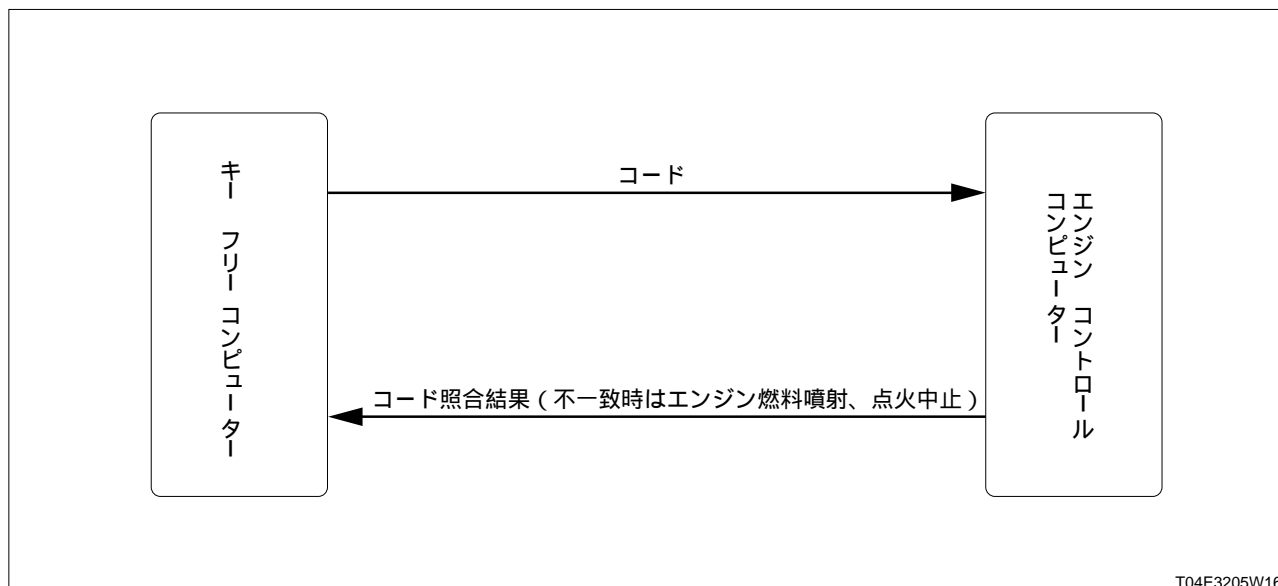 キー フリー コンピューター
コード
コード照合結果（不一致時はエンジン燃料噴射、点火中止）
エンジン コントロール
コンピューター
T04E3205W16